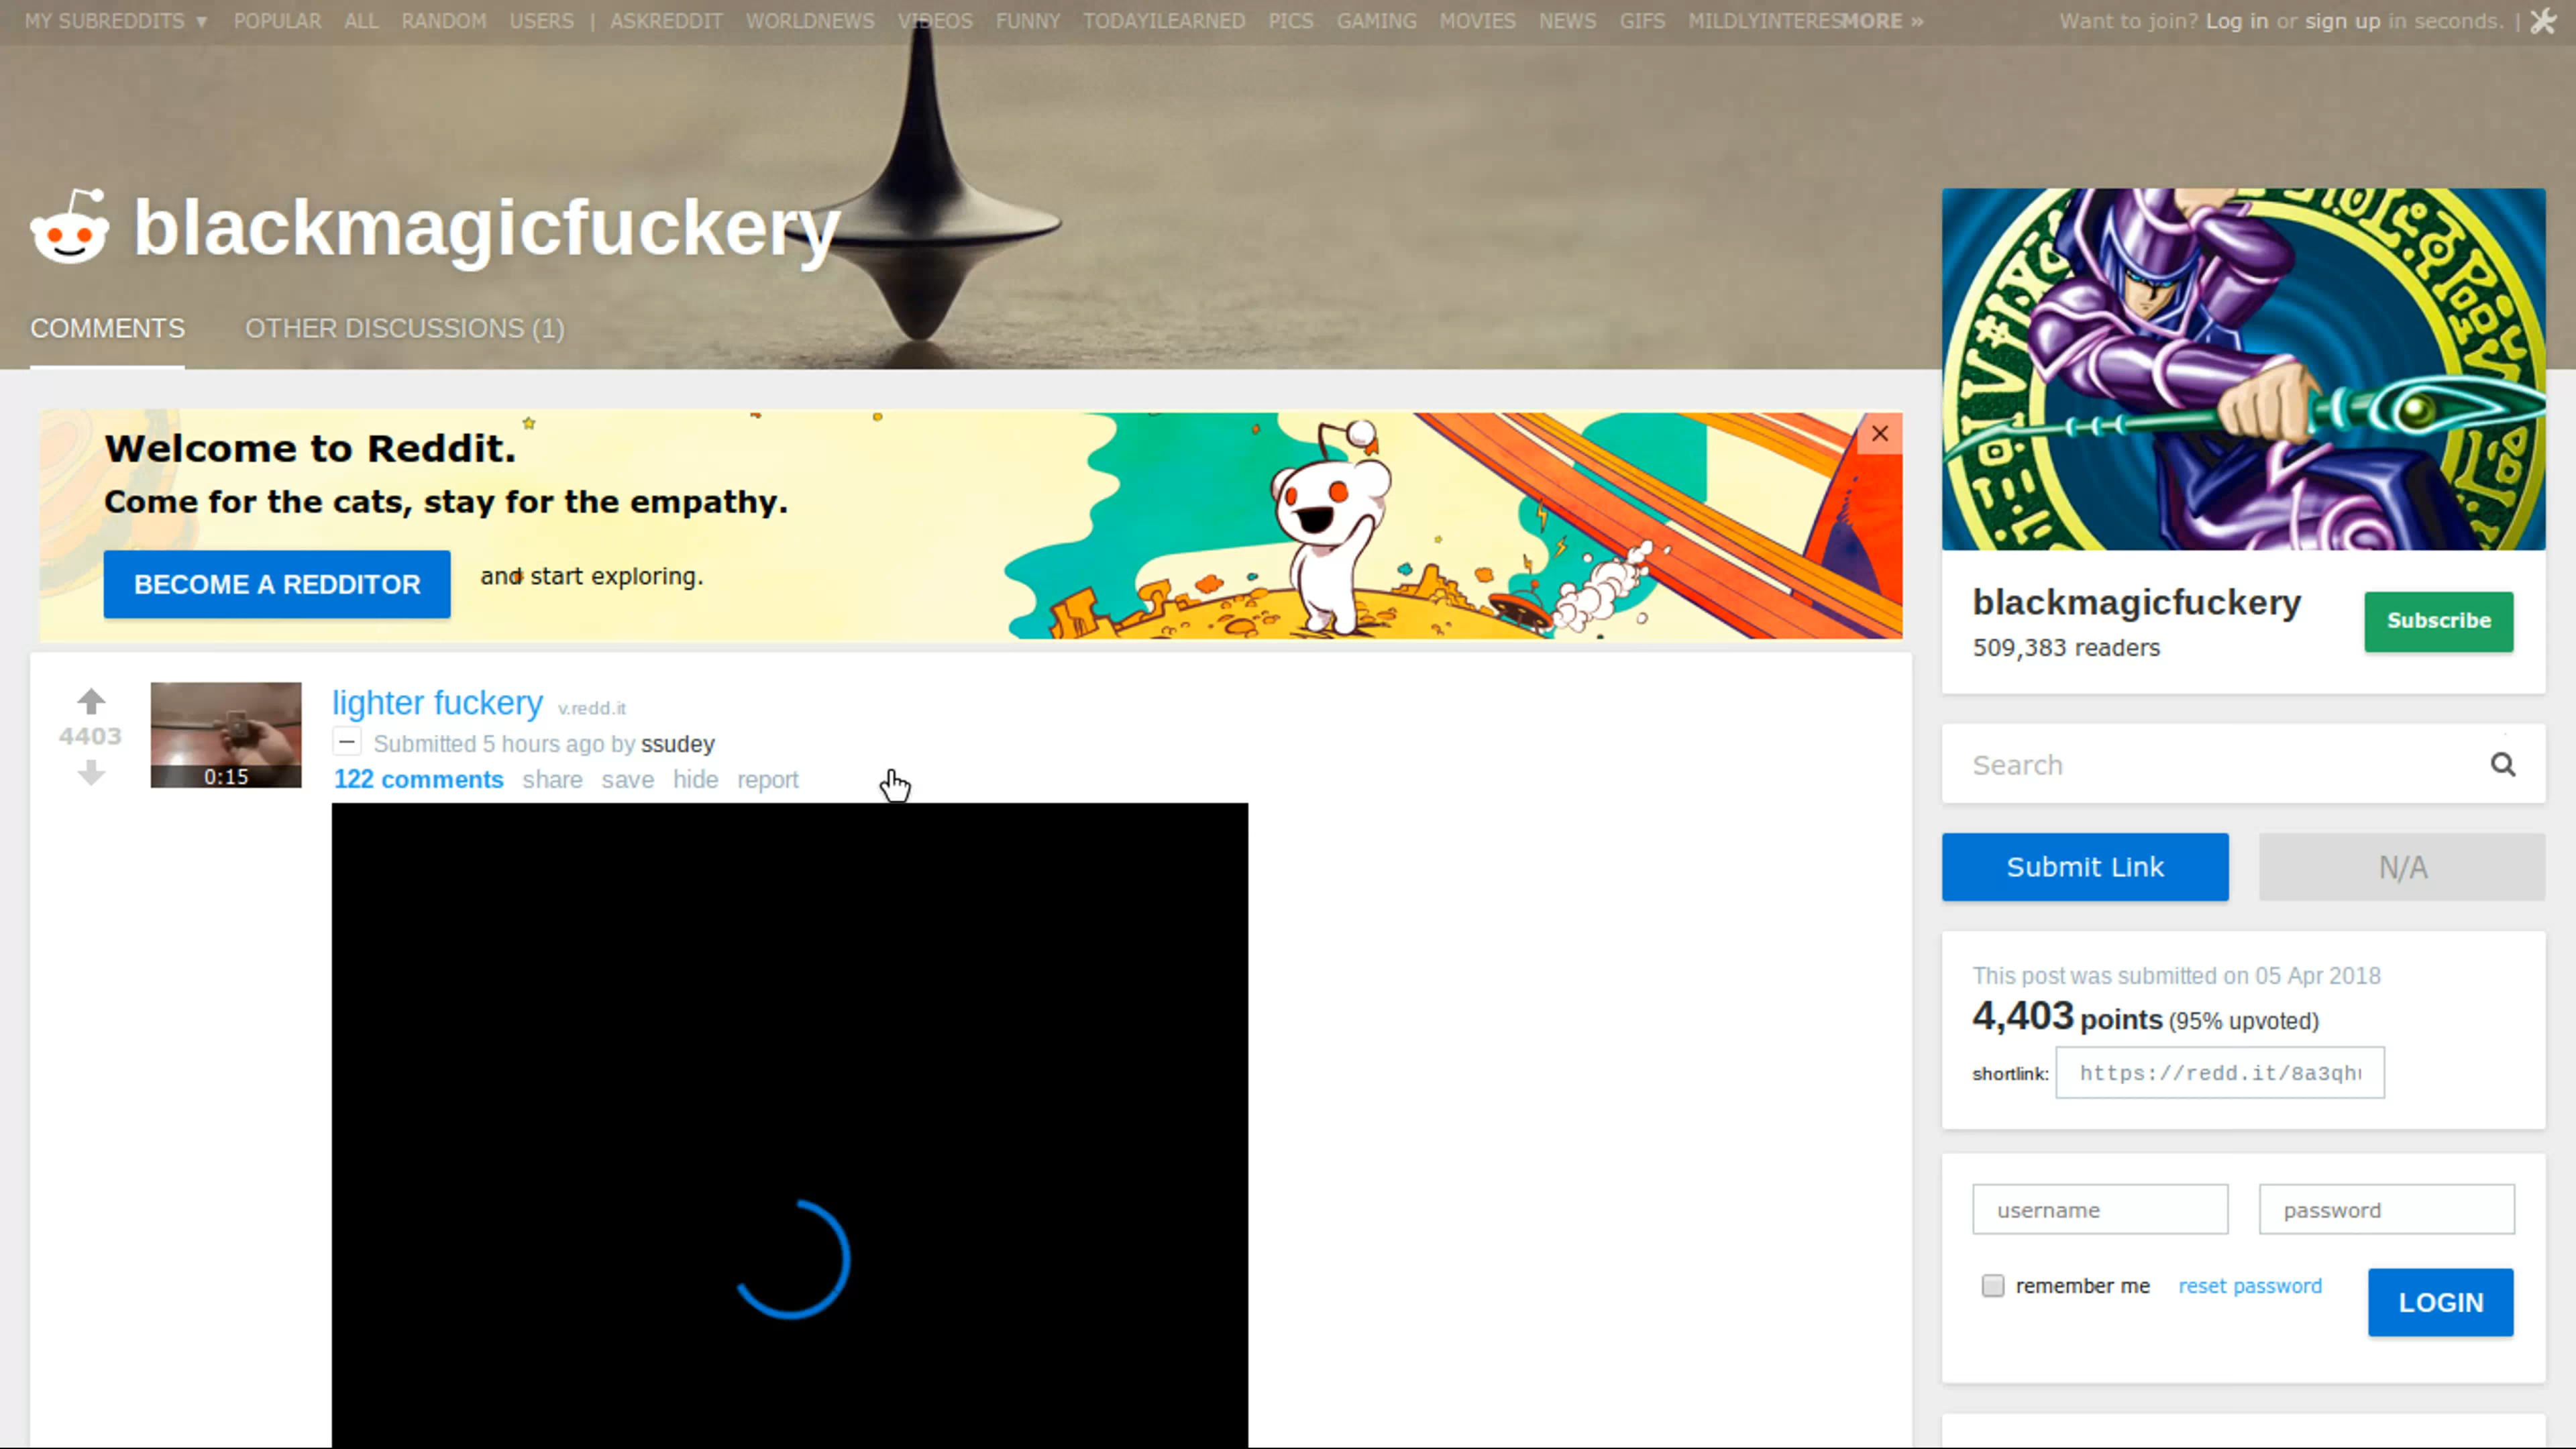 MY SUBREDDITS ▼ POPULAR ALL RANDOM USERS | ASKREDDIT WORLDNEWS VIDEOS FUNNY TODAYILEARNED PICS GAMING MOVIES NEWS GIFS MILDLYINTERES MORE » Want to join? Log in or sign up in seconds. |
blackmagicfuckery
COMMENTS OTHER DISCUSSIONS (1)
Welcome to Reddit.
Come for the cats, stay for the empathy.
BECOME A REDDITOR and start exploring.
4403
0:15
lighter fuckery v.redd.it
Submitted 5 hours ago by ssudey
122 comments share save hide report
blackmagicfuckery
509,383 readers
Subscribe
Search
Submit Link N/A
This post was submitted on 05 Apr 2018
4,403 points (95% upvoted)
shortlink: https://redd.it/8a3qh
username password
remember me reset password LOGIN